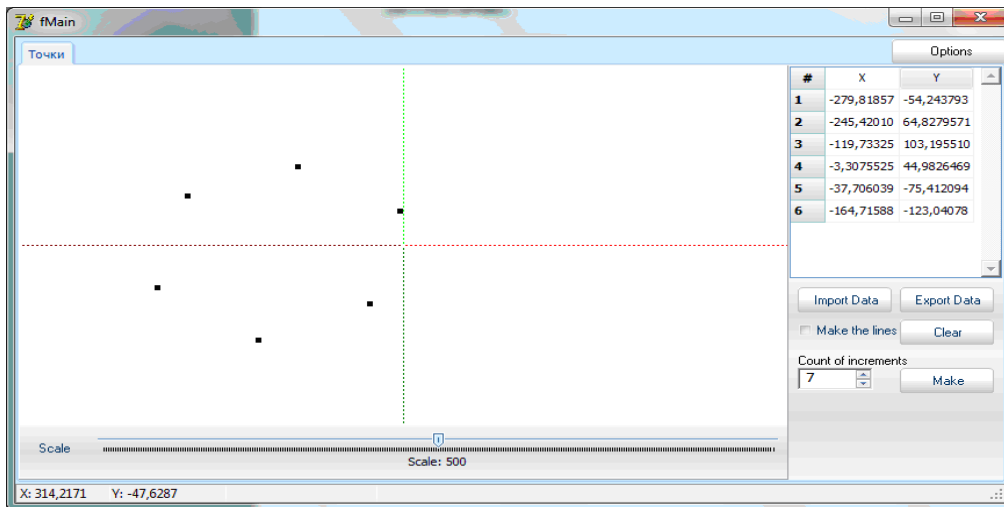 fMain
Точки
Options
# X Y
1 -279,81857 -54,243793
2 -245,42010 64,8279571
3 -119,73325 103,195510
4 -3,3075525 44,9826469
5 -37,706039 -75,412094
6 -164,71588 -123,04078
Import Data Export Data
Make the lines Clear
Count of increments
7 Make
Scale
Scale: 500
X: 314,2171 Y: -47,6287